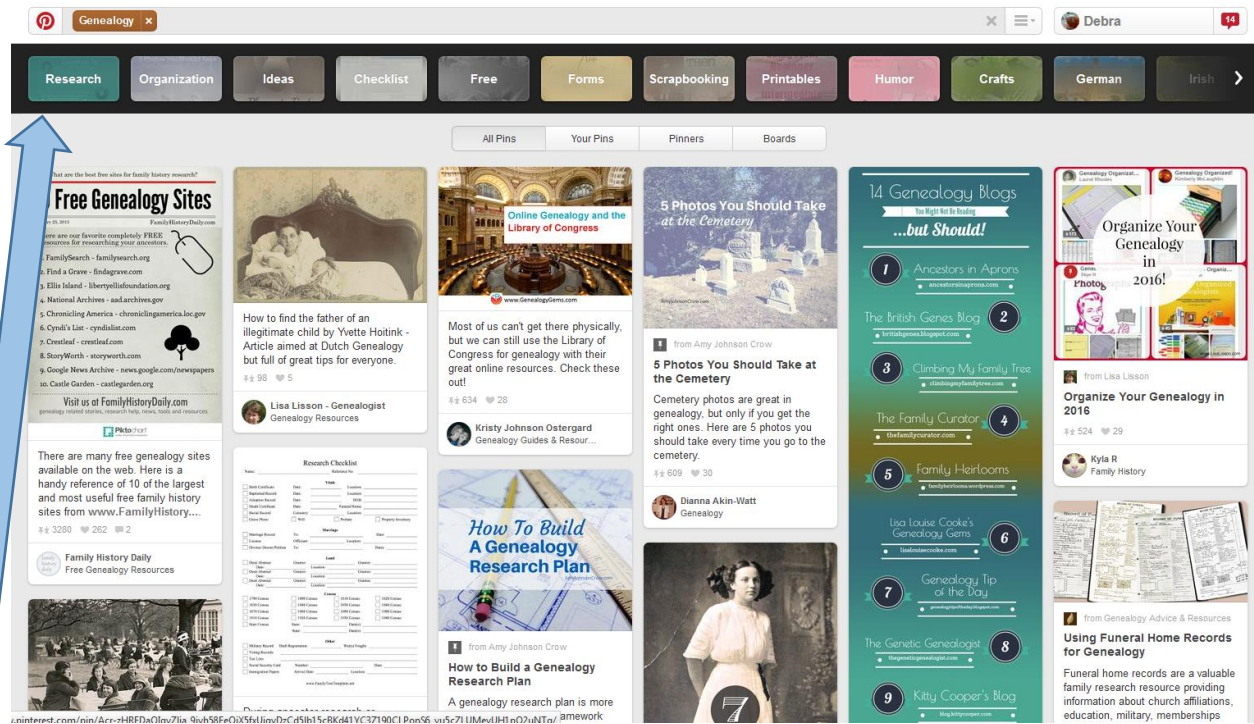 Genealogy x
Debra
14
Research
Organization
Ideas
Checklist
Free
Forms
Scrapbooking
Printables
Humor
Crafts
German
Irish
All Pins
Your Pins
Pinners
Boards
What are the best free sites for family history research?
Free Genealogy Sites
FamilyHistoryDaily.com
here are our favorite completely FREE
resources for researching your ancestors.
1. FamilySearch - familysearch.org
2. Find a Grave - findagrave.com
3. Ellis Island - libertyellisfoundation.org
4. National Archives - aad.archives.gov
5. Chronicling America - chroniclingamerica.loc.gov
6. Cyndi's List - cyndislist.com
7. Crestleaf - crestleaf.com
8. StoryWorth - storyworth.com
9. Google News Archive - news.google.com/newspapers
10. Castle Garden - castlegarden.org
Visit us at FamilyHistoryDaily.com
genealogy related stories, research help, news, tools and resources
Piktochart
There are many free genealogy sites
available on the web. Here is a
handy reference of 10 of the largest
and most useful free family history
sites from www.FamilyHistory....
3280 262 2
Family History Daily
Free Genealogy Resources
How to find the father of an
illegitimate child by Yvette Hoitink -
Article aimed at Dutch Genealogy
but full of great tips for everyone.
98 5
Lisa Lisson - Genealogist
Genealogy Resources
Research Checklist
Online Genealogy and the
Library of Congress
www.GenealogyGems.com
Most of us can't get there physically,
but we can still use the Library of
Congress for genealogy with their
great online resources. Check these
out!
634 28
Kristy Johnson Ostergard
Genealogy Guides & Resour...
How To Build
A Genealogy
Research Plan
from Amy Johnson Crow
How to Build a Genealogy
Research Plan
A genealogy research plan is more
5 Photos You Should Take
at the Cemetery
AmyJohnsonCrow.com
from Amy Johnson Crow
5 Photos You Should Take at
the Cemetery
Cemetery photos are great in
genealogy, but only if you get the
right ones. Here are 5 photos you
should take every time you go to the
cemetery.
609 30
Dianna Akin-Watt
Genealogy
7
14 Genealogy Blogs
You Might Not Be Reading
...but Should!
1 Ancestors in Aprons
ancestorsinaprons.com
The British Genes Blog 2
britishgenes.blogspot.com
3 Climbing My Family Tree
climbingmyfamilytree.com
The Family Curator 4
thefamilycurator.com
5 Family Heirlooms
familyheirlooms.wordpress.com
Lisa Louise Cooke's
Genealogy Gems 6
lisalouisecooke.com
7 Genealogy Tip
of the Day
genealogytipoftheday.blogspot.com
The Genetic Genealogist 8
thegeneticgenealogist.com
9 Kitty Cooper's Blog
blog.kittycooper.com
Organize Your
Genealogy
in
2016!
from Lisa Lisson
Organize Your Genealogy in
2016
524 29
Kyla R
Family History
from Genealogy Advice & Resources
Using Funeral Home Records
for Genealogy
Funeral home records are a valuable
family research resource providing
information about church affiliations,
education, military, memberships